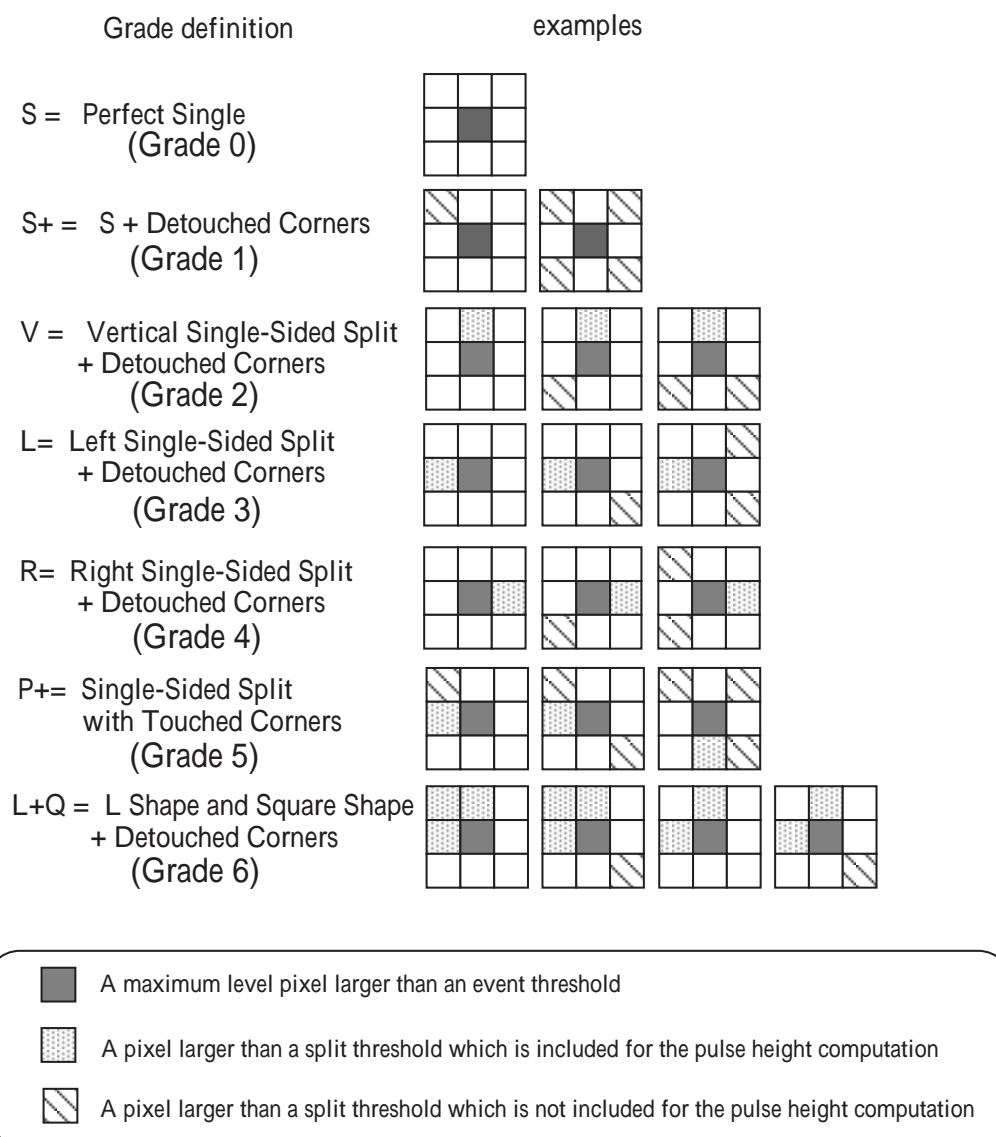 Grade definition examples
S = Perfect Single
(Grade 0)
S+ = S + Detouched Corners
(Grade 1)
V = Vertical Single-Sided Split
+ Detouched Corners
(Grade 2)
L= Left Single-Sided Split
+ Detouched Corners
(Grade 3)
R= Right Single-Sided Split
+ Detouched Corners
(Grade 4)
P+= Single-Sided Split
with Touched Corners
(Grade 5)
L+Q = L Shape and Square Shape
+ Detouched Corners
(Grade 6)
A maximum level pixel larger than an event threshold
A pixel larger than a split threshold which is included for the pulse height computation
A pixel larger than a split threshold which is not included for the pulse height computation